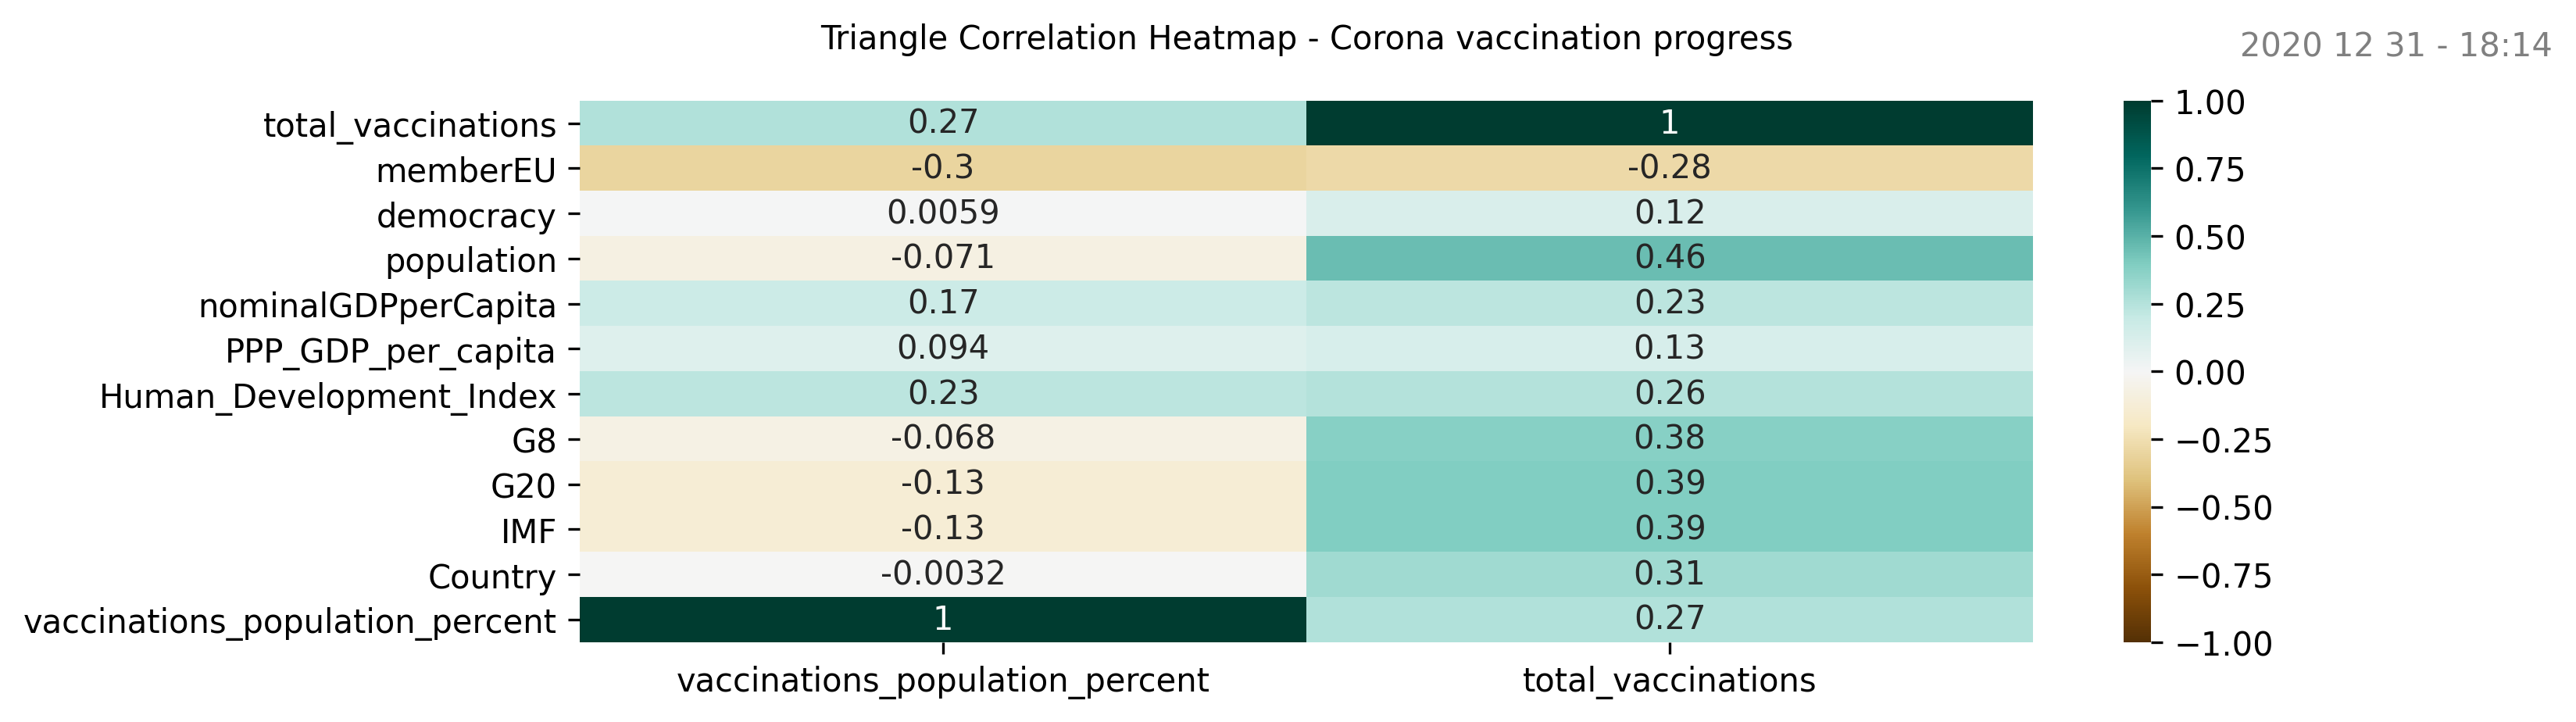 Triangle Correlation Heatmap - Corona vaccination progress
2020 12 31 - 18:14
total_vaccinations 0.27 1
memberEU -0.3 -0.28
democracy 0.0059 0.12
population -0.071 0.46
nominalGDPperCapita 0.17 0.23
PPP_GDP_per_capita 0.094 0.13
Human_Development_Index 0.23 0.26
G8 -0.068 0.38
G20 -0.13 0.39
IMF -0.13 0.39
Country -0.0032 0.31
vaccinations_population_percent 1 0.27
vaccinations_population_percent total_vaccinations
1.00
0.75
0.50
0.25
0.00
−0.25
−0.50
−0.75
−1.00